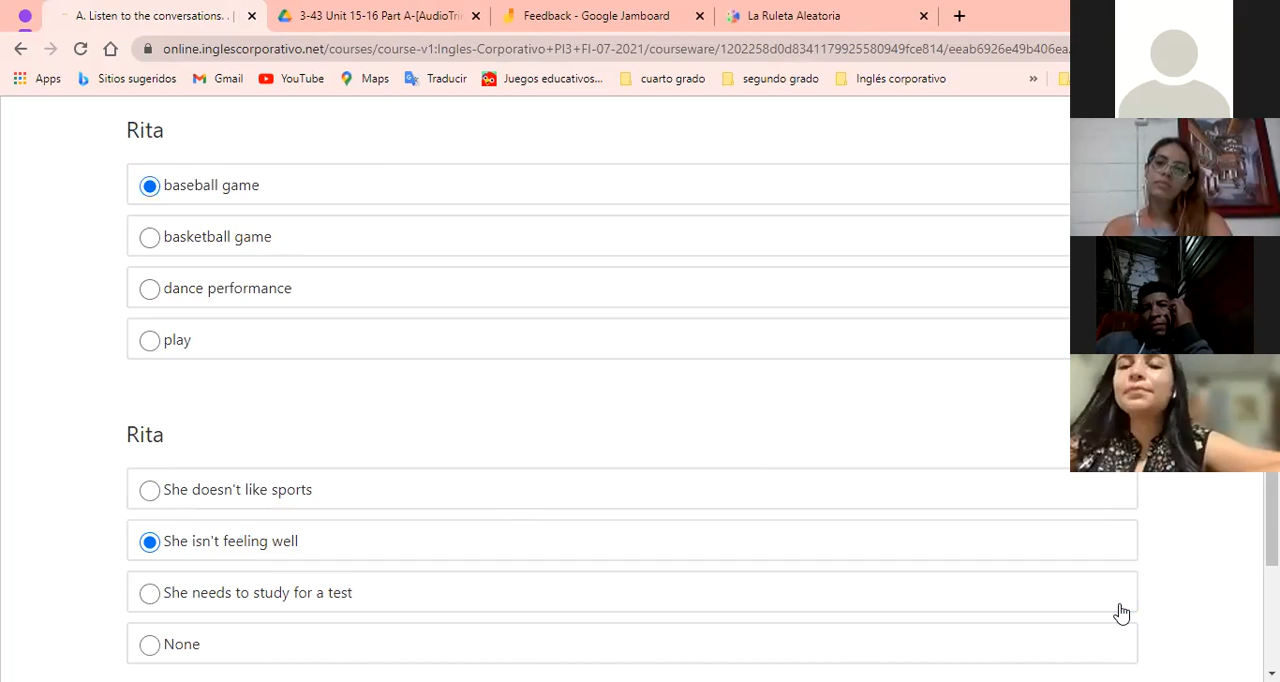 A. Listen to the conversations. .
3-43 Unit 15-16 Part A-[AudioTri
Feedback - Google Jamboard
La Ruleta Aleatoria
online.inglescorporativo.net/courses/course-v1:Ingles-Corporativo+PI3+FI-07-2021/courseware/1202258d0d8341179925580949fce814/eeab6926e49b406ea
Apps
Sitios sugeridos
Gmail
YouTube
Maps
Traducir
Juegos educativos...
cuarto grado
segundo grado
Inglés corporativo
»
Rita
baseball game
basketball game
dance performance
play
Rita
She doesn't like sports
She isn't feeling well
She needs to study for a test
None